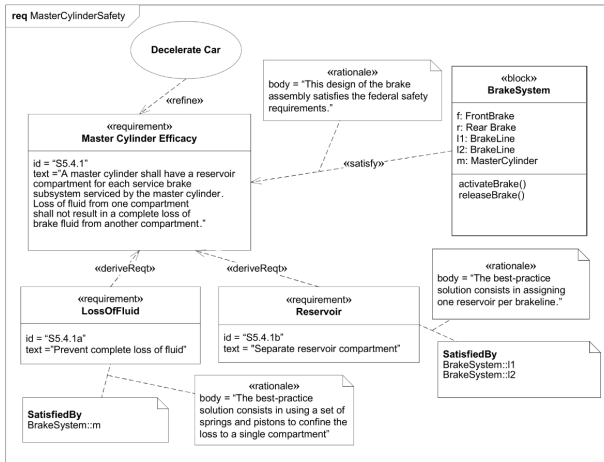 req MasterCylinderSafety
Decelerate Car
«refine»
«rationale»
body = “This design of the brake
assembly satisfies the federal safety
requirements.”
«block»
BrakeSystem
f: FrontBrake
r: Rear Brake
l1: BrakeLine
l2: BrakeLine
m: MasterCylinder
activateBrake()
releaseBrake()
«satisfy»
«requirement»
Master Cylinder Efficacy
id = “S5.4.1”
text =”A master cylinder shall have a reservoir
compartment for each service brake
subsystem serviced by the master cylinder.
Loss of fluid from one compartment
shall not result in a complete loss of
brake fluid from another compartment.”
«deriveReqt»
«deriveReqt»
«requirement»
LossOfFluid
id = “S5.4.1a”
text =”Prevent complete loss of fluid”
«requirement»
Reservoir
id = “S5.4.1b”
text = "Separate reservoir compartment”
«rationale»
body = “The best-practice
solution consists in assigning
one reservoir per brakeline.”
SatisfiedBy
BrakeSystem::l1
BrakeSystem::l2
SatisfiedBy
BrakeSystem::m
«rationale»
body = “The best-practice
solution consists in using a set of
springs and pistons to confine the
loss to a single compartment”